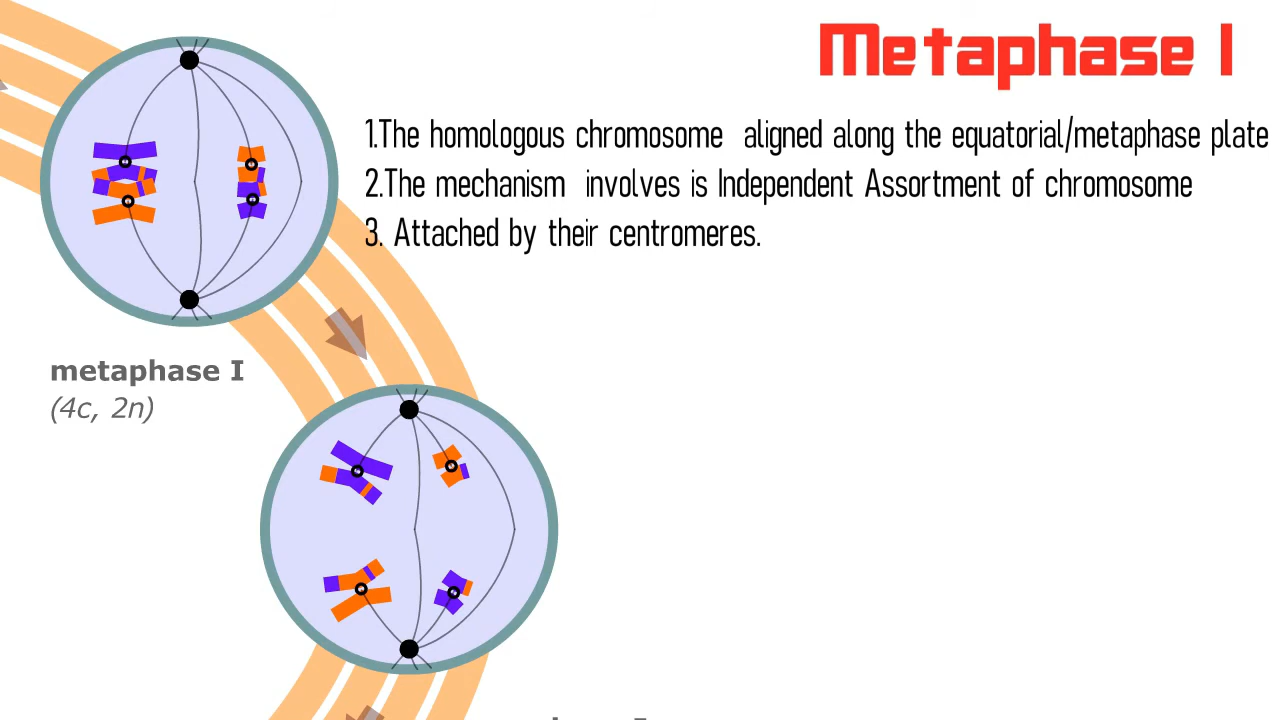 Metaphase I
1.The homologous chromosome aligned along the equatorial/metaphase plate
2.The mechanism involves is Independent Assortment of chromosome
3. Attached by their centromeres.
metaphase I
(4c, 2n)